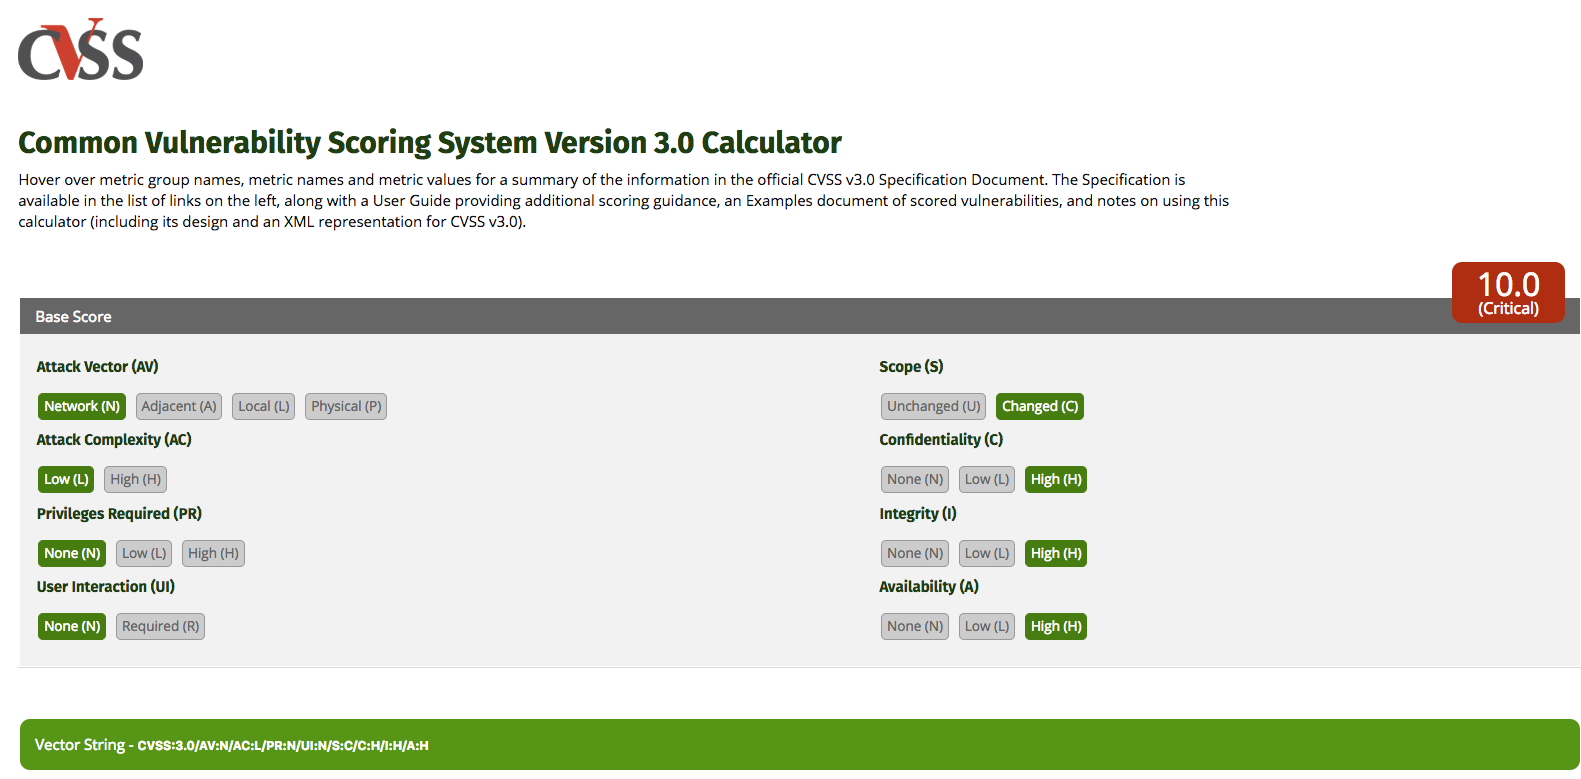 CVSS
Common Vulnerability Scoring System Version 3.0 Calculator
Hover over metric group names, metric names and metric values for a summary of the information in the official CVSS v3.0 Specification Document. The Specification is
available in the list of links on the left, along with a User Guide providing additional scoring guidance, an Examples document of scored vulnerabilities, and notes on using this
calculator (including its design and an XML representation for CVSS v3.0).
10.0
(Critical)
Base Score
Attack Vector (AV)
Network (N) Adjacent (A) Local (L) Physical (P)
Attack Complexity (AC)
Low (L) High (H)
Privileges Required (PR)
None (N) Low (L) High (H)
User Interaction (UI)
None (N) Required (R)
Scope (S)
Unchanged (U) Changed (C)
Confidentiality (C)
None (N) Low (L) High (H)
Integrity (I)
None (N) Low (L) High (H)
Availability (A)
None (N) Low (L) High (H)
Vector String - CVSS:3.0/AV:N/AC:L/PR:N/UI:N/S:C/C:H/I:H/A:H